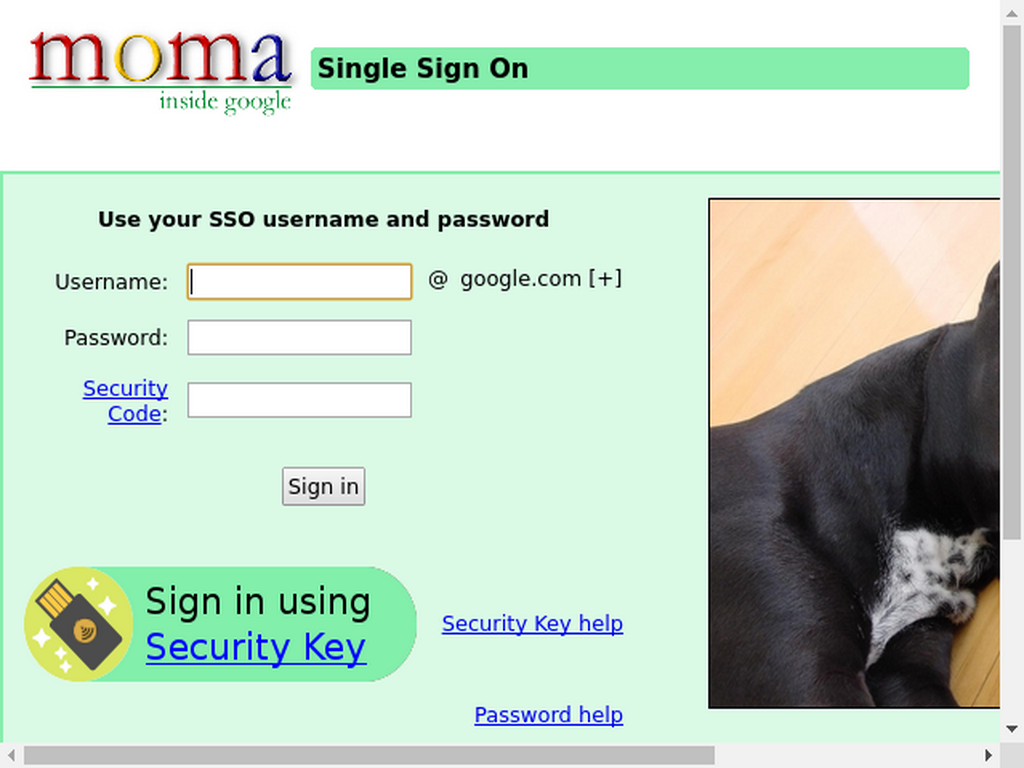 moma
inside google
Single Sign On
Use your SSO username and password
Username:
@ google.com [+]
Password:
Security
Code:
Sign in
Sign in using
Security Key
Security Key help
Password help